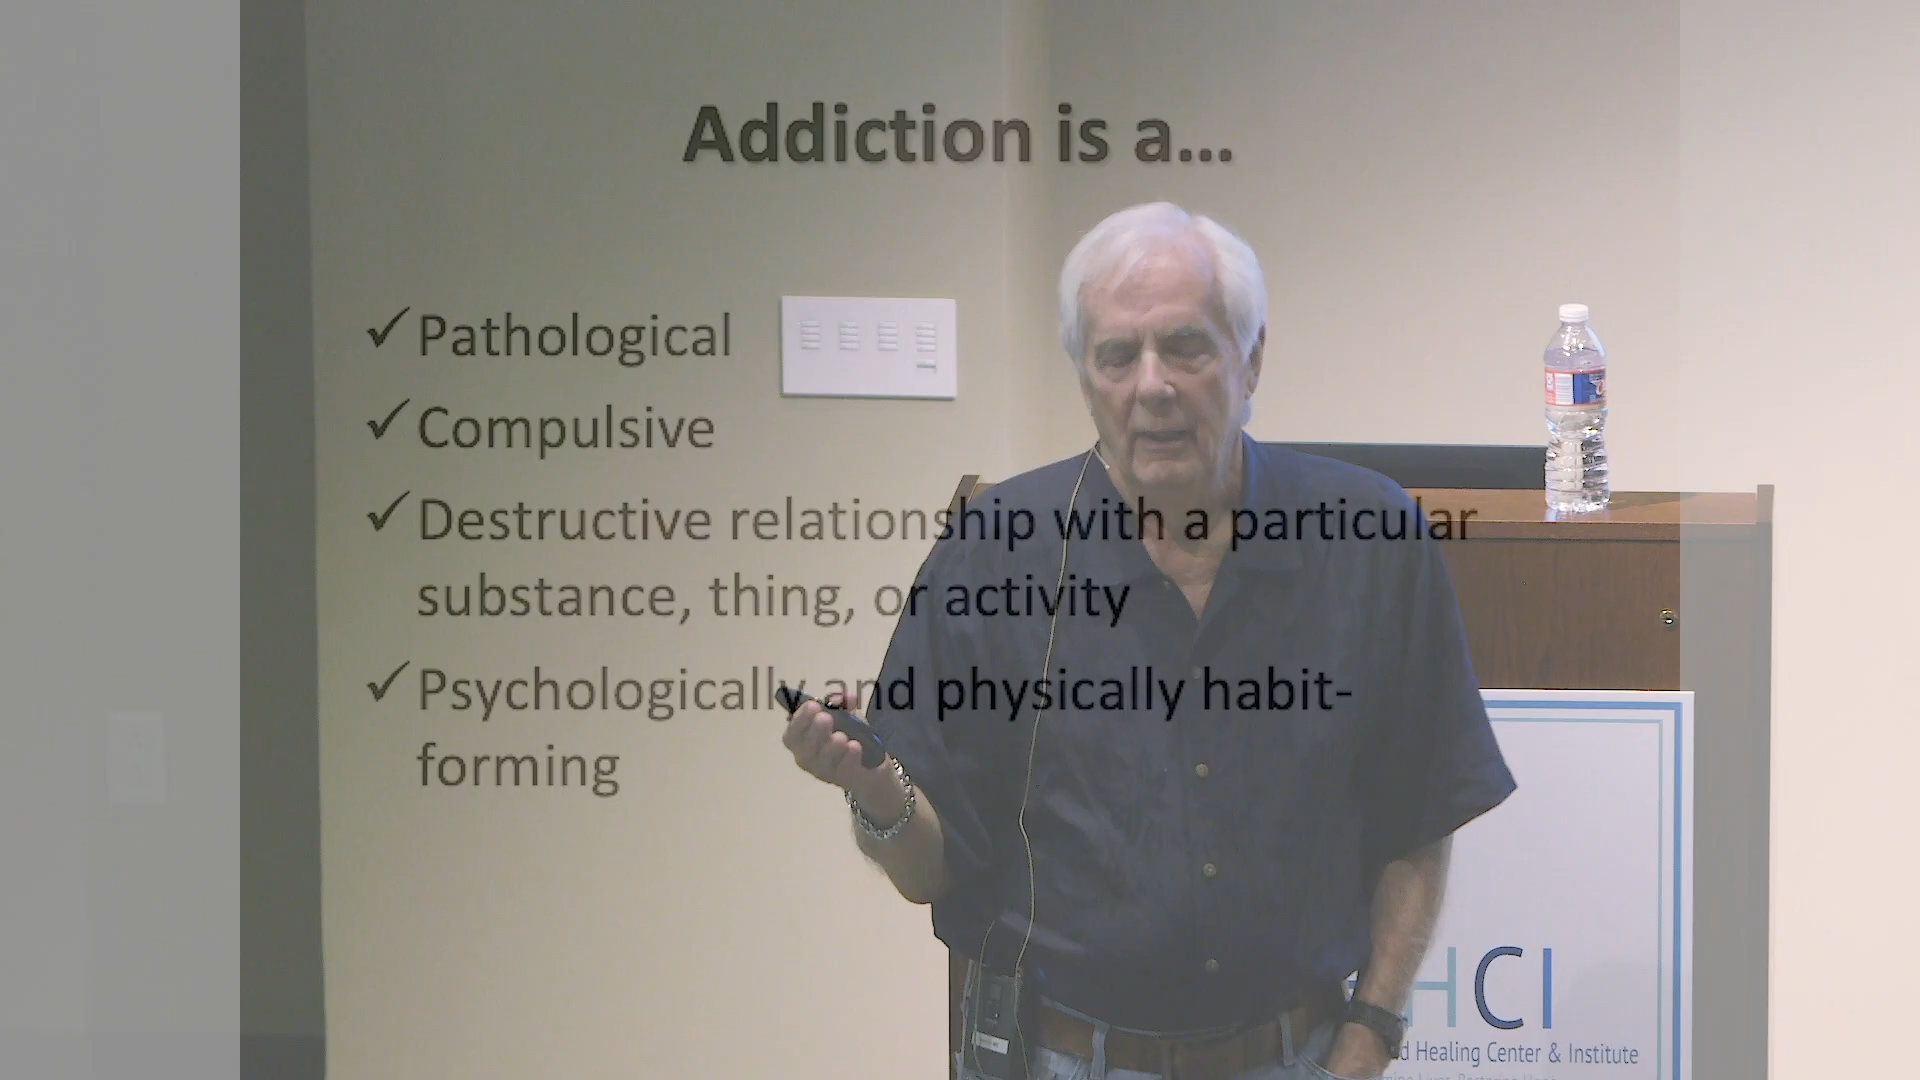 Addiction is a...
✓ Pathological
✓ Compulsive
✓ Destructive relationship with a particular
substance, thing, or activity
✓ Psychologically and physically habit-
forming
HCI
Healing Center & Institute